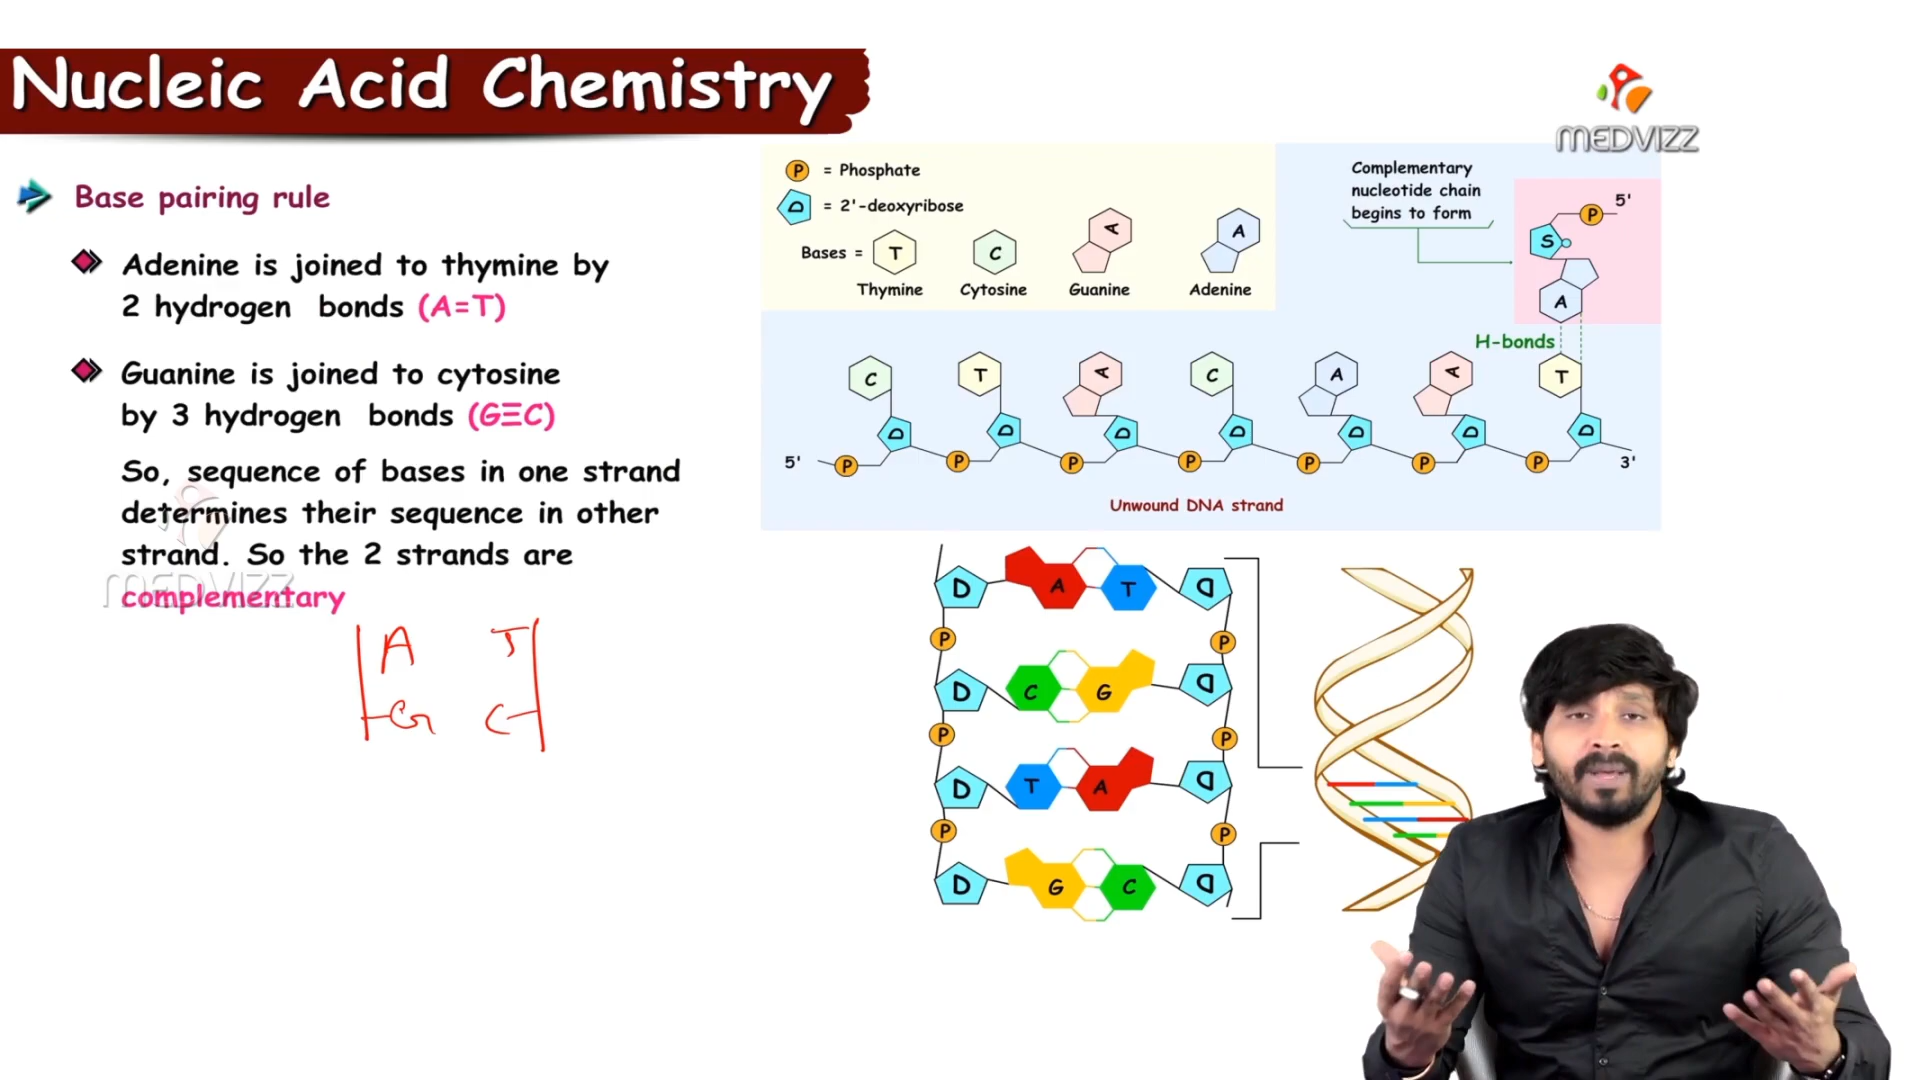 Nucleic Acid Chemistry
MEDVIZZ
Base pairing rule
Adenine is joined to thymine by
2 hydrogen bonds (A=T)
Guanine is joined to cytosine
by 3 hydrogen bonds (G≡C)
So, sequence of bases in one strand
determines their sequence in other
strand. So the 2 strands are
complementary
MEDVIZZ
A T
G C
P = Phosphate
D = 2'-deoxyribose
Bases = T C A A
Thymine Cytosine Guanine Adenine
Complementary
nucleotide chain
begins to form
P 5'
S
A
H-bonds
C T A C A A T
D D D D D D D
5' P P P P P P P 3'
Unwound DNA strand
D A T D
P P
D C G D
P P
D T A D
P P
D G C D